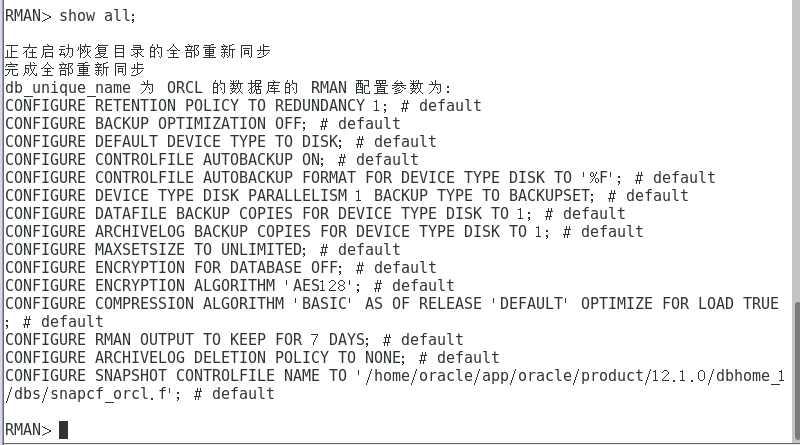 RMAN> show all;
正在启动恢复目录的全部重新同步
完成全部重新同步
db_unique_name 为 ORCL 的数据库的 RMAN 配置参数为:
CONFIGURE RETENTION POLICY TO REDUNDANCY 1; # default
CONFIGURE BACKUP OPTIMIZATION OFF; # default
CONFIGURE DEFAULT DEVICE TYPE TO DISK; # default
CONFIGURE CONTROLFILE AUTOBACKUP ON; # default
CONFIGURE CONTROLFILE AUTOBACKUP FORMAT FOR DEVICE TYPE DISK TO '%F'; # default
CONFIGURE DEVICE TYPE DISK PARALLELISM 1 BACKUP TYPE TO BACKUPSET; # default
CONFIGURE DATAFILE BACKUP COPIES FOR DEVICE TYPE DISK TO 1; # default
CONFIGURE ARCHIVELOG BACKUP COPIES FOR DEVICE TYPE DISK TO 1; # default
CONFIGURE MAXSETSIZE TO UNLIMITED; # default
CONFIGURE ENCRYPTION FOR DATABASE OFF; # default
CONFIGURE ENCRYPTION ALGORITHM 'AES128'; # default
CONFIGURE COMPRESSION ALGORITHM 'BASIC' AS OF RELEASE 'DEFAULT' OPTIMIZE FOR LOAD TRUE
; # default
CONFIGURE RMAN OUTPUT TO KEEP FOR 7 DAYS; # default
CONFIGURE ARCHIVELOG DELETION POLICY TO NONE; # default
CONFIGURE SNAPSHOT CONTROLFILE NAME TO '/home/oracle/app/oracle/product/12.1.0/dbhome_1
/dbs/snapcf_orcl.f'; # default
RMAN>